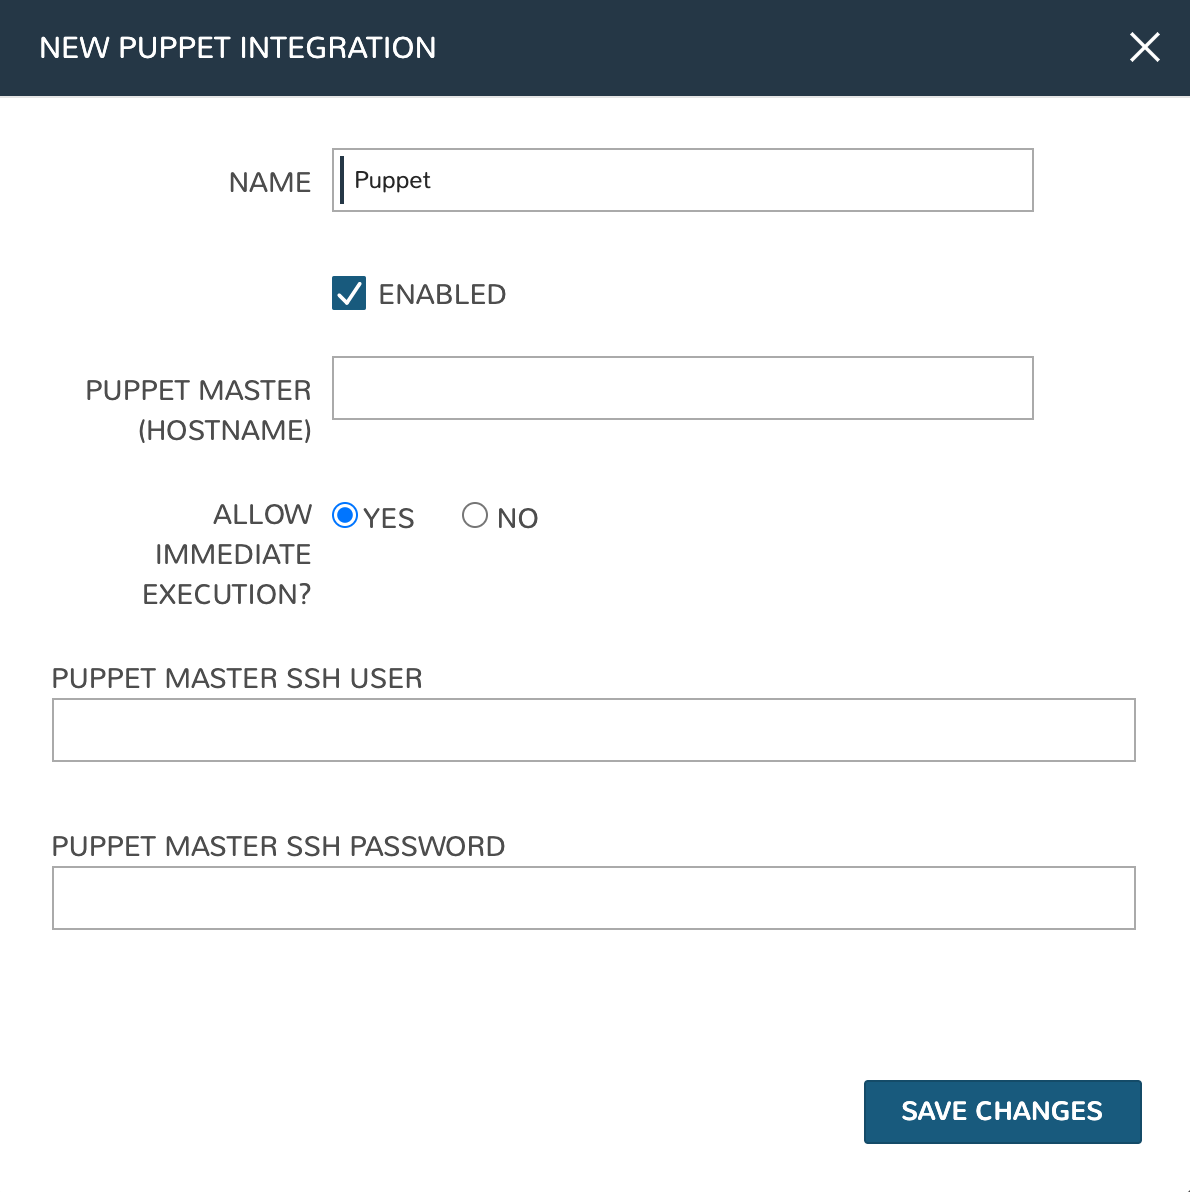 NEW PUPPET INTEGRATION
NAME
Puppet
ENABLED
PUPPET MASTER
(HOSTNAME)
ALLOW
IMMEDIATE
EXECUTION?
YES NO
PUPPET MASTER SSH USER
PUPPET MASTER SSH PASSWORD
SAVE CHANGES